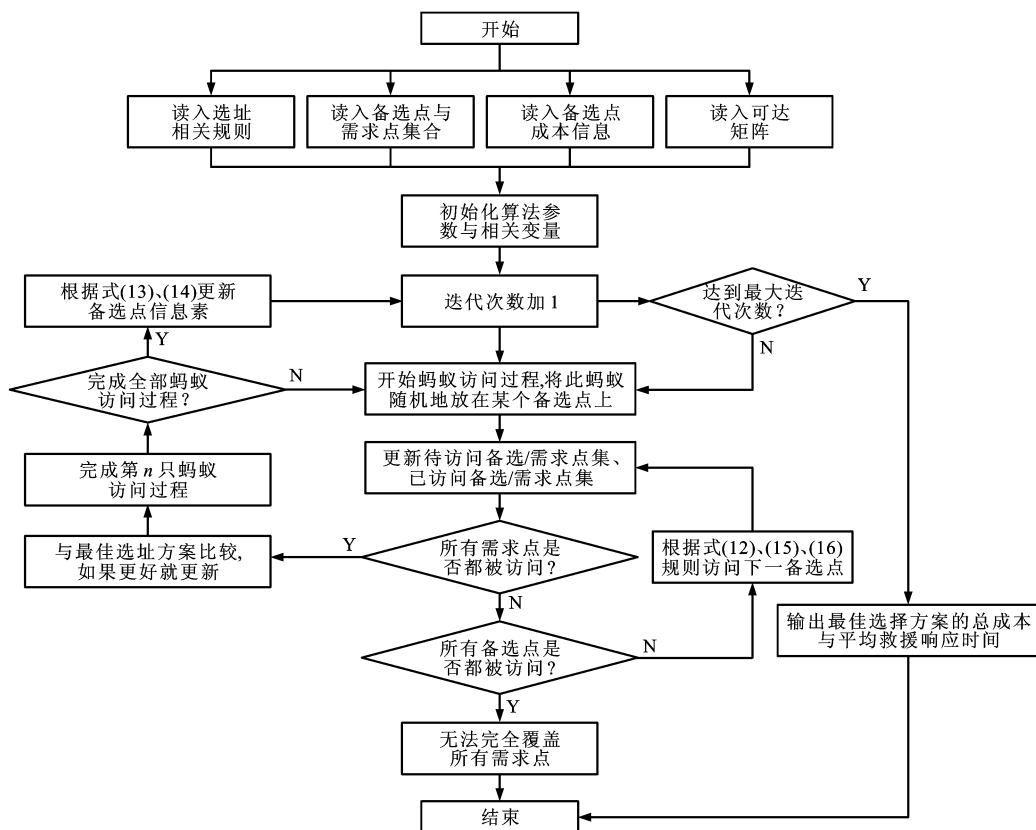 开始
读入选址
相关规则
读入备选点与
需求点集合
读入备选点
成本信息
读入可达
矩阵
初始化算法参
数与相关变量
根据式(13)、(14)更新
备选点信息素
迭代次数加1
达到最大迭
代次数?
Y
Y
N
完成全部蚂蚁
访问过程?
N
开始蚂蚁访问过程,将此蚂蚁
随机地放在某个备选点上
完成第n只蚂蚁
访问过程
更新待访问备选/需求点集、
已访问备选/需求点集
与最佳选址方案比较,
如果更好就更新
Y
所有需求点是
否都被访问?
根据式(12)、(15)、(16)
规则访问下一备选点
N
所有备选点是
否都被访问?
N
输出最佳选择方案的总成本
与平均救援响应时间
Y
无法完全覆盖
所有需求点
结束